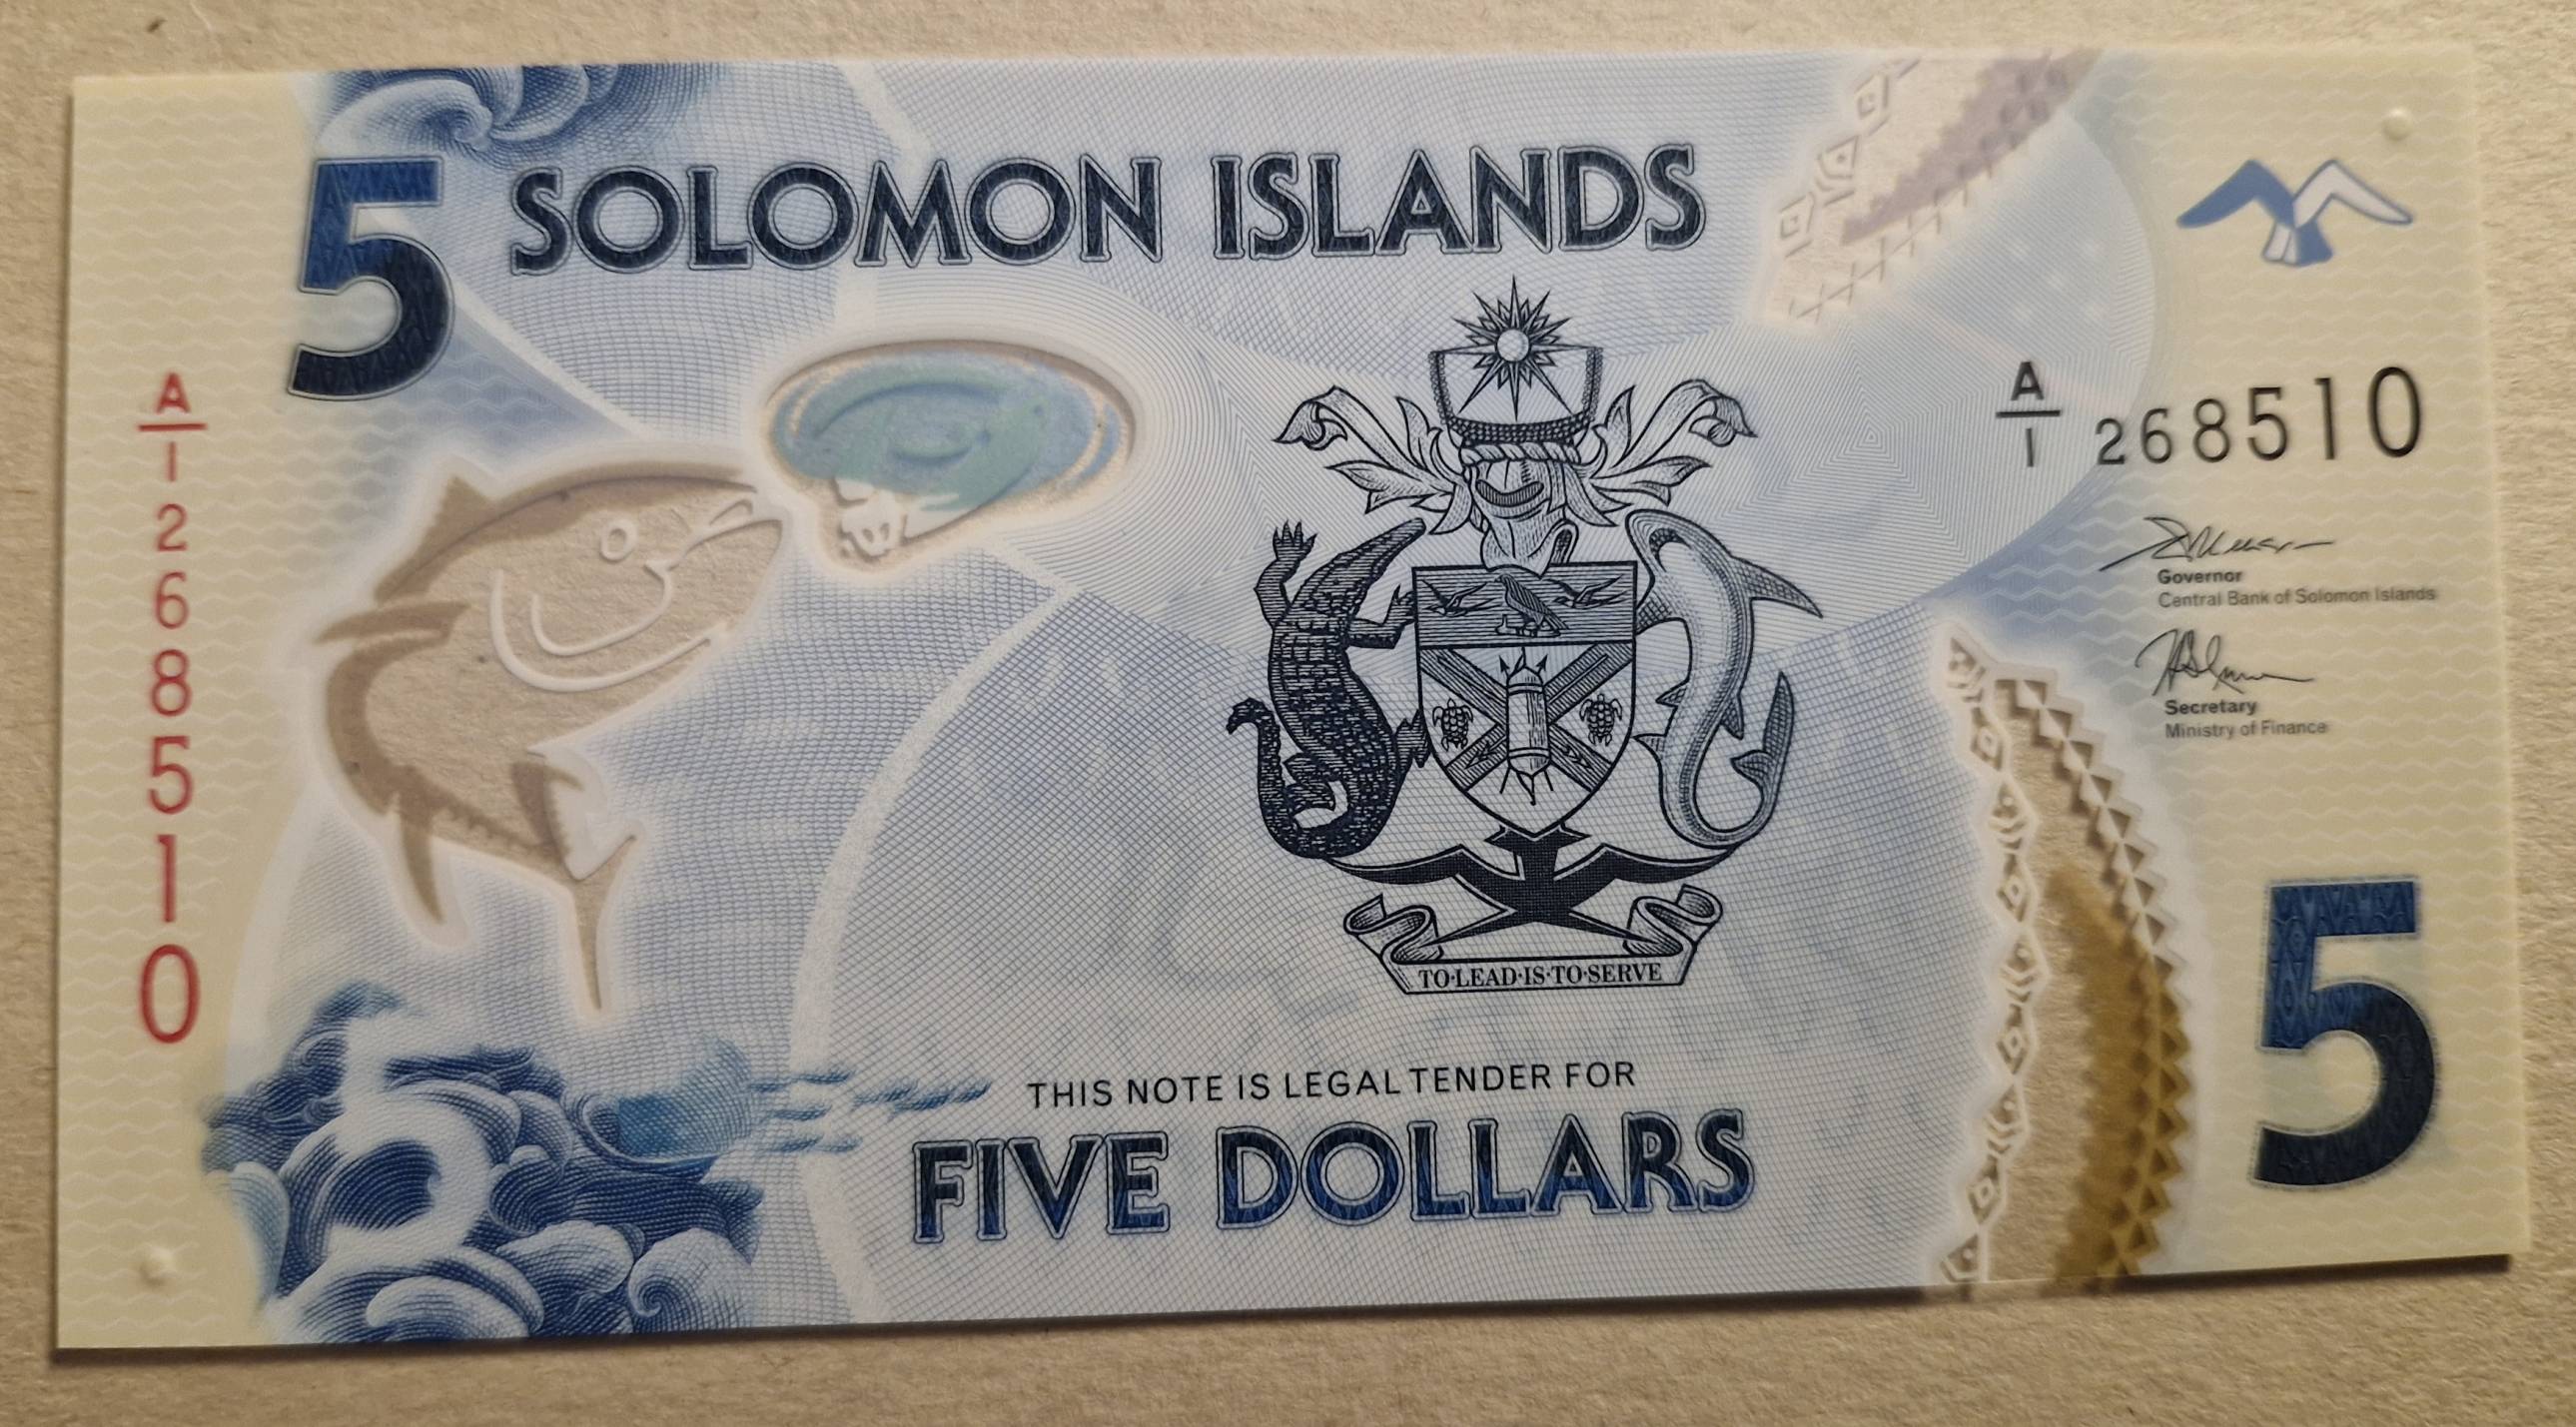 5 SOLOMON ISLANDS
A/1 268510
A/1 268510
Governor
Central Bank of Solomon Islands
Secretary
Ministry of Finance
TO·LEAD·IS·TO·SERVE
THIS NOTE IS LEGAL TENDER FOR
FIVE DOLLARS
5